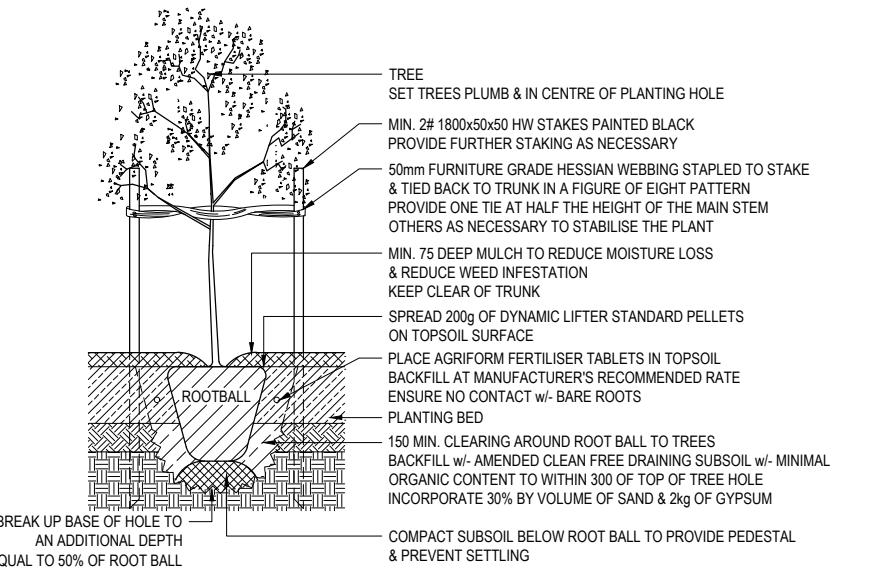 TREE
SET TREES PLUMB & IN CENTRE OF PLANTING HOLE
MIN. 2# 1800x50x50 HW STAKES PAINTED BLACK
PROVIDE FURTHER STAKING AS NECESSARY
50mm FURNITURE GRADE HESSIAN WEBBING STAPLED TO STAKE
& TIED BACK TO TRUNK IN A FIGURE OF EIGHT PATTERN
PROVIDE ONE TIE AT HALF THE HEIGHT OF THE MAIN STEM
OTHERS AS NECESSARY TO STABILISE THE PLANT
MIN. 75 DEEP MULCH TO REDUCE MOISTURE LOSS
& REDUCE WEED INFESTATION
KEEP CLEAR OF TRUNK
SPREAD 200g OF DYNAMIC LIFTER STANDARD PELLETS
ON TOPSOIL SURFACE
PLACE AGRIFORM FERTILISER TABLETS IN TOPSOIL
BACKFILL AT MANUFACTURER'S RECOMMENDED RATE
ENSURE NO CONTACT w/- BARE ROOTS
ROOTBALL
PLANTING BED
150 MIN. CLEARING AROUND ROOT BALL TO TREES
BACKFILL w/- AMENDED CLEAN FREE DRAINING SUBSOIL w/- MINIMAL
ORGANIC CONTENT TO WITHIN 300 OF TOP OF TREE HOLE
INCORPORATE 30% BY VOLUME OF SAND & 2kg OF GYPSUM
BREAK UP BASE OF HOLE TO
AN ADDITIONAL DEPTH
QUAL TO 50% OF ROOT BALL
COMPACT SUBSOIL BELOW ROOT BALL TO PROVIDE PEDESTAL
& PREVENT SETTLING